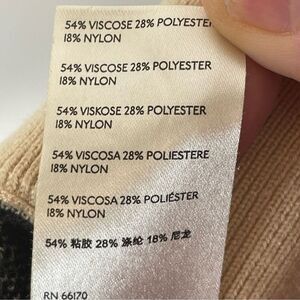 54% VISCOSE 28% POLYESTER
18% NYLON
54% VISCOSE 28% POLYESTER
18% NYLON
54% VISKOSE 28% POLYESTER
18% NYLON
54% VISCOSA 28% POLIESTERE
18% NYLON
54% VISCOSA 28% POLIÉSTER
18% NYLON
54% 粘胶 28% 涤纶 18% 尼龙
RN 66170